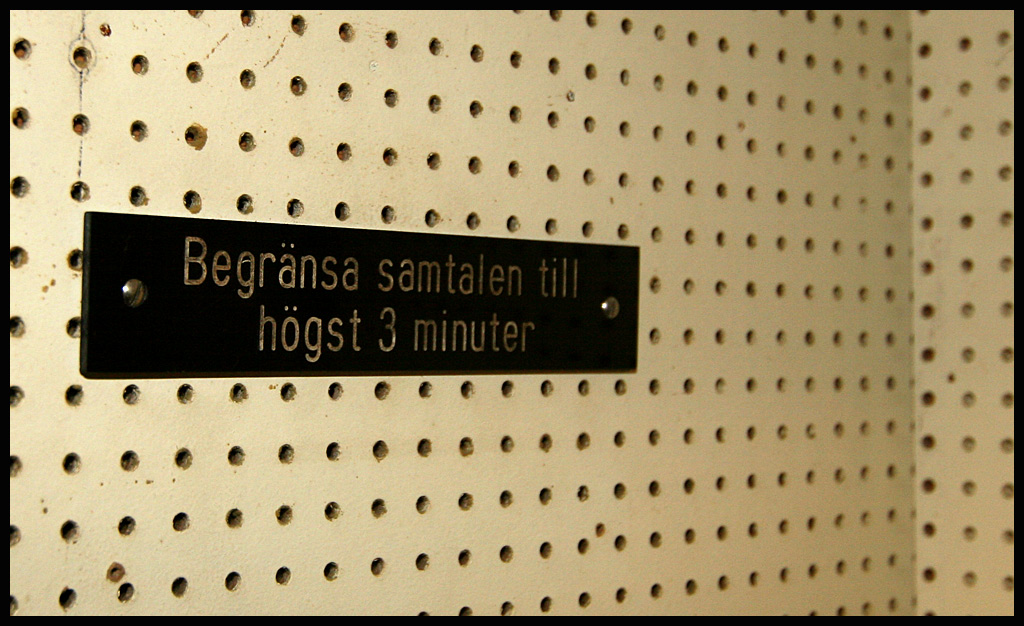 Begränsa samtalen till
högst 3 minuter